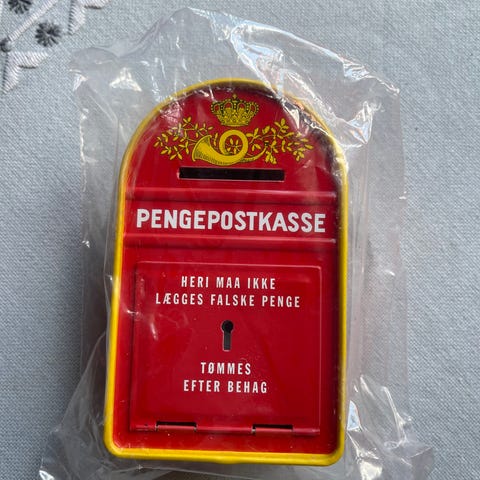 PENGEPOSTKASSE
HERI MAA IKKE
LÆGGES FALSKE PENGE
TØMMES
EFTER BEHAG